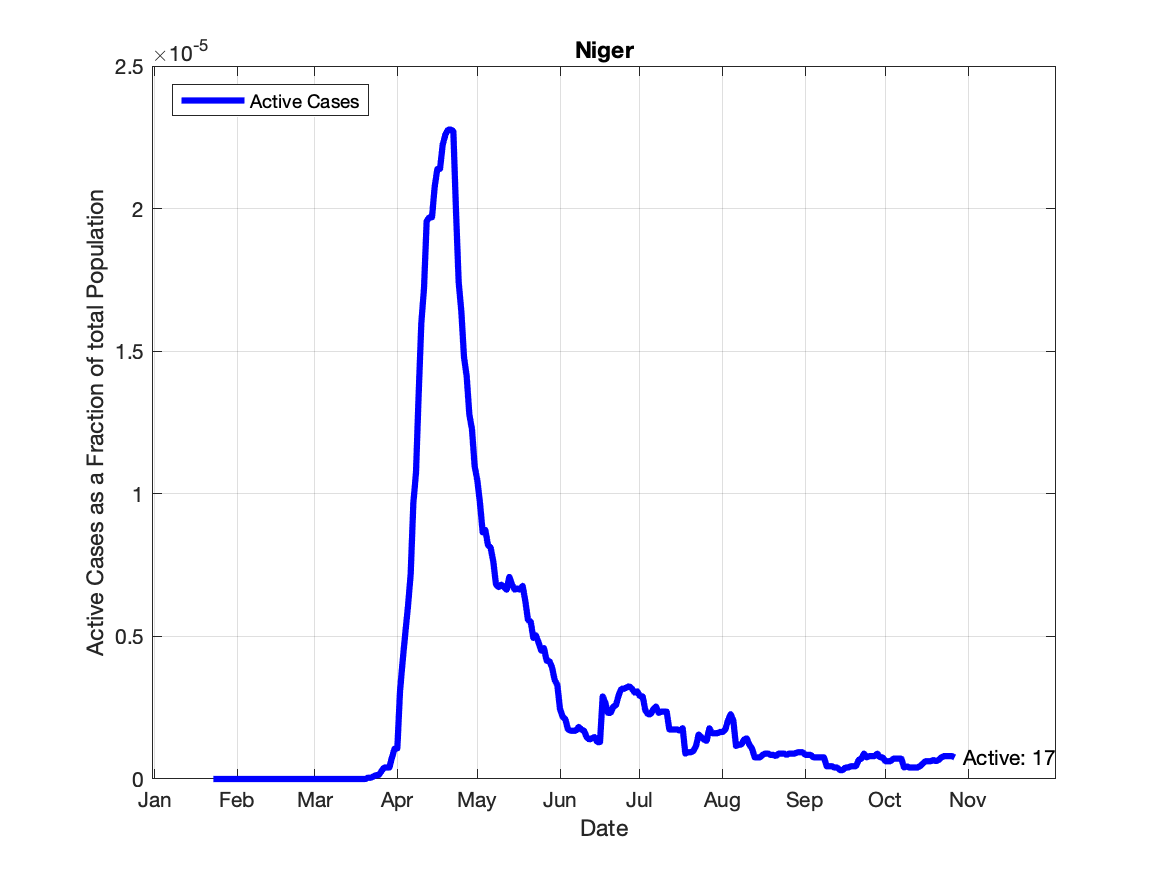 Niger
×10-5
2.5
2
1.5
1
0.5
0
Active Cases as a Fraction of total Population
Active Cases
Active: 17
Jan Feb Mar Apr May Jun Jul Aug Sep Oct Nov
Date